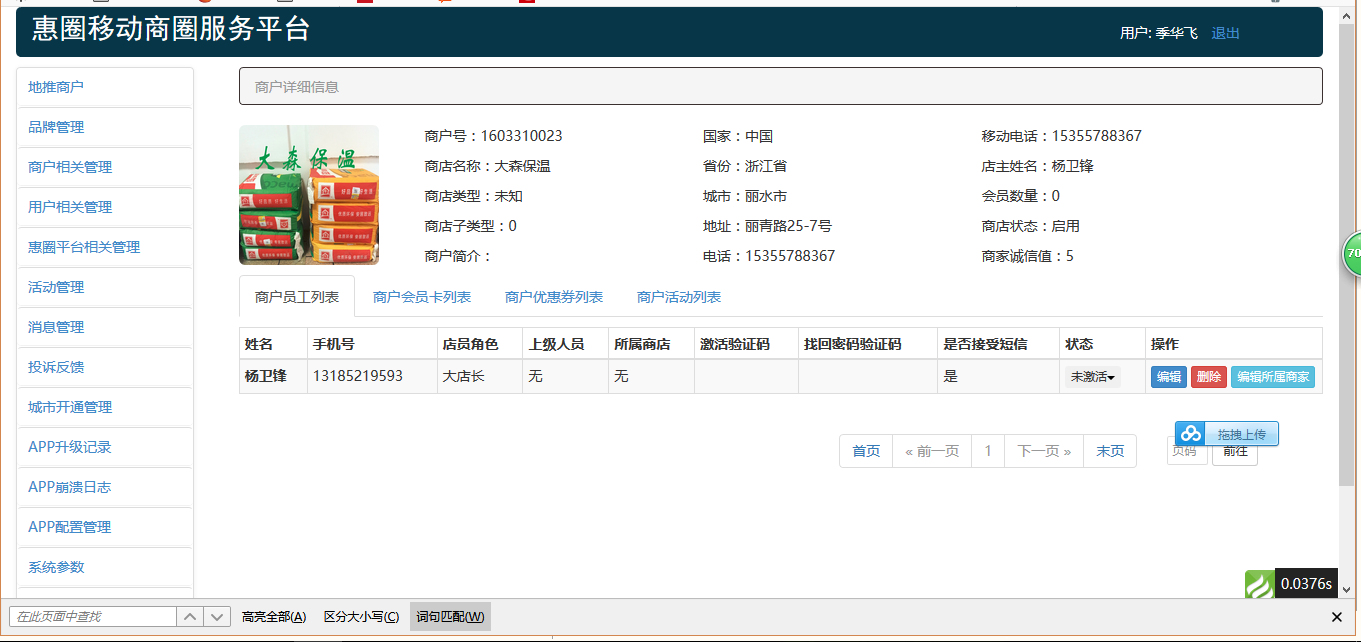 惠圈移动商圈服务平台
用户: 季华飞 退出
地推商户
品牌管理
商户相关管理
用户相关管理
惠圈平台相关管理
活动管理
消息管理
投诉反馈
城市开通管理
APP升级记录
APP崩溃日志
APP配置管理
系统参数
商户详细信息
大森保温
商户号：1603310023 国家：中国 移动电话：15355788367
商店名称：大森保温 省份：浙江省 店主姓名：杨卫锋
商店类型：未知 城市：丽水市 会员数量：0
商店子类型：0 地址：丽青路25-7号 商店状态：启用
商户简介： 电话：15355788367 商家诚信值：5
商户员工列表 商户会员卡列表 商户优惠券列表 商户活动列表
姓名 手机号 店员角色 上级人员 所属商店 激活验证码 找回密码验证码 是否接受短信 状态 操作
杨卫锋 13185219593 大店长 无 无 是 未激活 编辑 删除 编辑所属商家
拖拽上传
首页 « 前一页 1 下一页 » 末页 页码 前往
70
0.0376s
在此页面中查找 高亮全部(A) 区分大小写(C) 词句匹配(W)